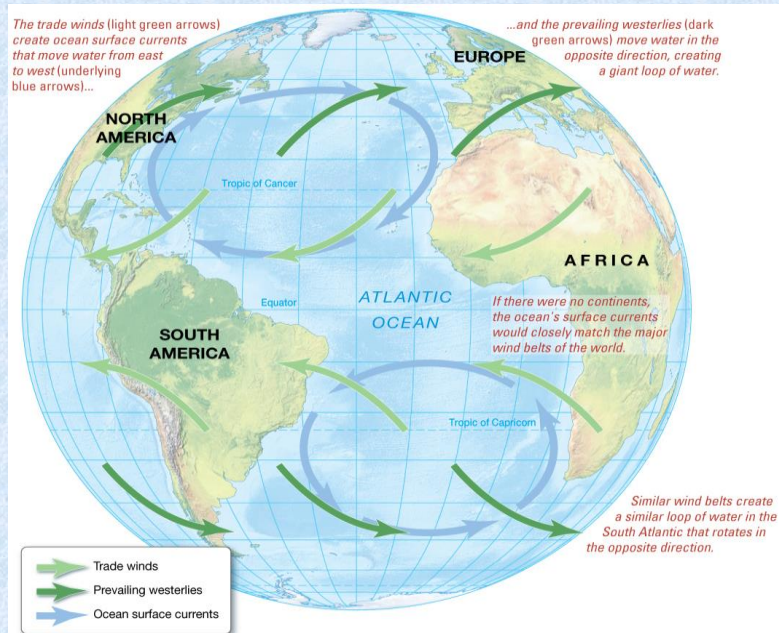 The trade winds (light green arrows)
create ocean surface currents
that move water from east
to west (underlying
blue arrows)...
...and the prevailing westerlies (dark
green arrows) move water in the
opposite direction, creating
a giant loop of water.
EUROPE
NORTH
AMERICA
Tropic of Cancer
AFRICA
ATLANTIC
OCEAN
Equator
If there were no continents,
the ocean's surface currents
would closely match the major
wind belts of the world.
SOUTH
AMERICA
Tropic of Capricorn
Similar wind belts create
a similar loop of water in the
South Atlantic that rotates in
the opposite direction.
Trade winds
Prevailing westerlies
Ocean surface currents